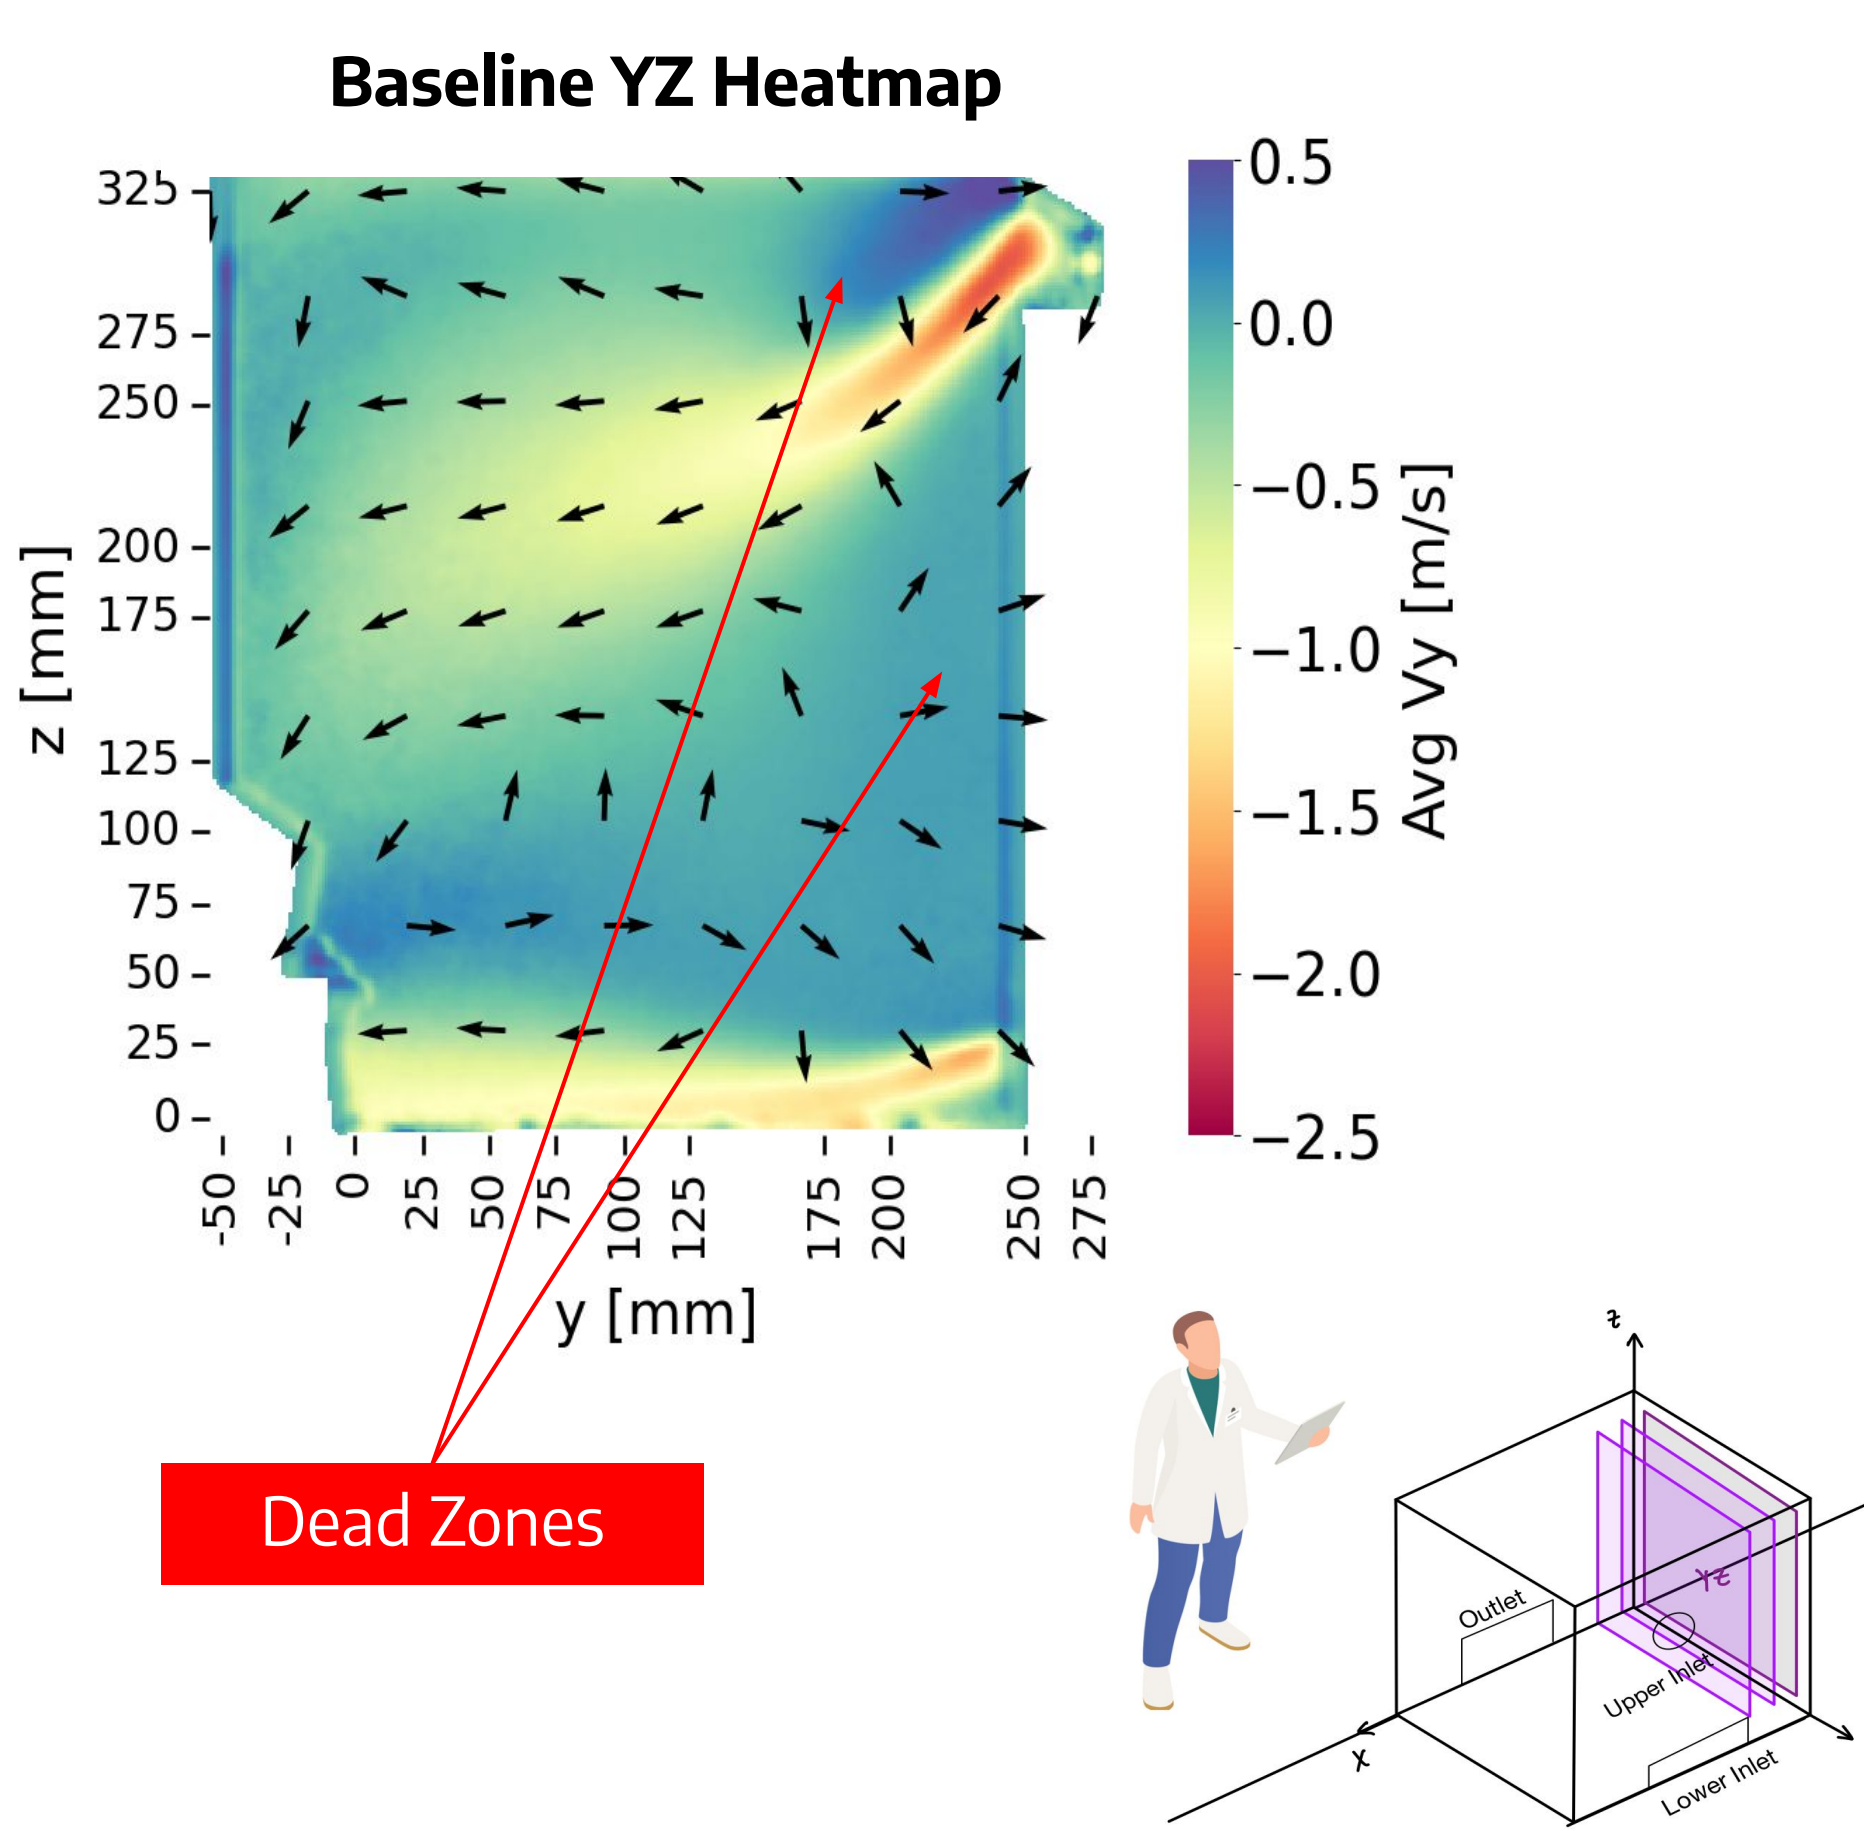 Baseline YZ Heatmap
325
275
250
200
175
125
100
75
50
25
0
z [mm]
-50
-25
0
25
50
75
100
125
175
200
250
275
y [mm]
0.5
0.0
−0.5
−1.0
−1.5
−2.0
−2.5
Avg Vy [m/s]
Dead Zones
z
YZ
Outlet
Upper Inlet
Lower Inlet
X